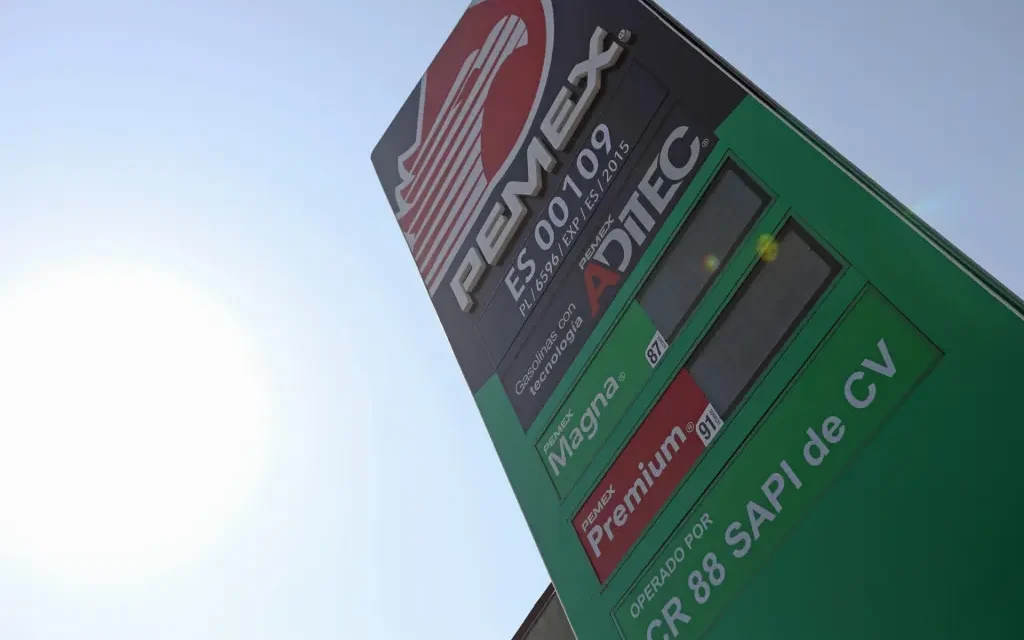 PEMEX®
ES 00109
PL / 6596 / EXP / ES / 2015
Gasolinas con
tecnología
PEMEX
ADITEC®
PEMEX
Magna®
87
PEMEX
Premium®
91
OPERADO POR
CR 88 SAPI de CV